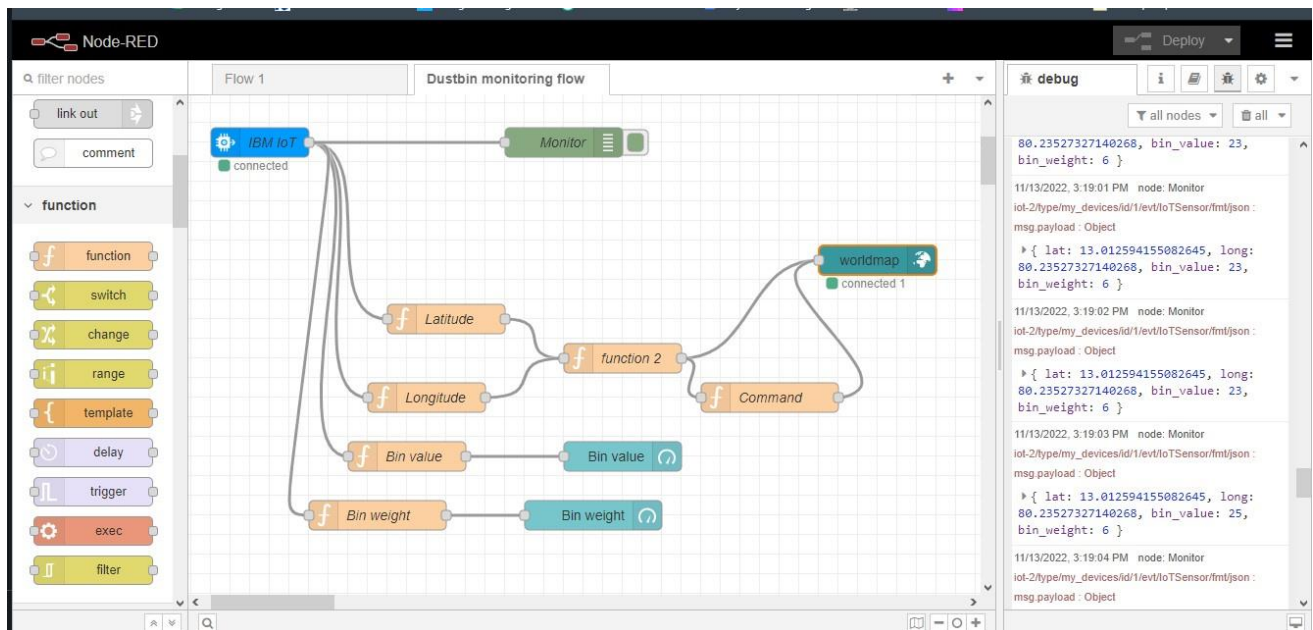 Node-RED
Deploy
filter nodes
Flow 1
Dustbin monitoring flow
debug
i
all nodes
all
link out
comment
function
function
switch
change
range
template
delay
trigger
exec
filter
IBM IoT
connected
Monitor
worldmap
connected 1
Latitude
function 2
Longitude
Command
Bin value
Bin value
Bin weight
Bin weight
80.23527327140268, bin_value: 23,
bin_weight: 6 }
11/13/2022, 3:19:01 PM node: Monitor
iot-2/type/my_devices/id/1/evt/IoTSensor/fmt/json :
msg.payload : Object
{ lat: 13.012594155082645, long:
80.23527327140268, bin_value: 23,
bin_weight: 6 }
11/13/2022, 3:19:02 PM node: Monitor
iot-2/type/my_devices/id/1/evt/IoTSensor/fmt/json :
msg.payload : Object
{ lat: 13.012594155082645, long:
80.23527327140268, bin_value: 23,
bin_weight: 6 }
11/13/2022, 3:19:03 PM node: Monitor
iot-2/type/my_devices/id/1/evt/IoTSensor/fmt/json :
msg.payload : Object
{ lat: 13.012594155082645, long:
80.23527327140268, bin_value: 25,
bin_weight: 6 }
11/13/2022, 3:19:04 PM node: Monitor
iot-2/type/my_devices/id/1/evt/IoTSensor/fmt/json :
msg.payload : Object